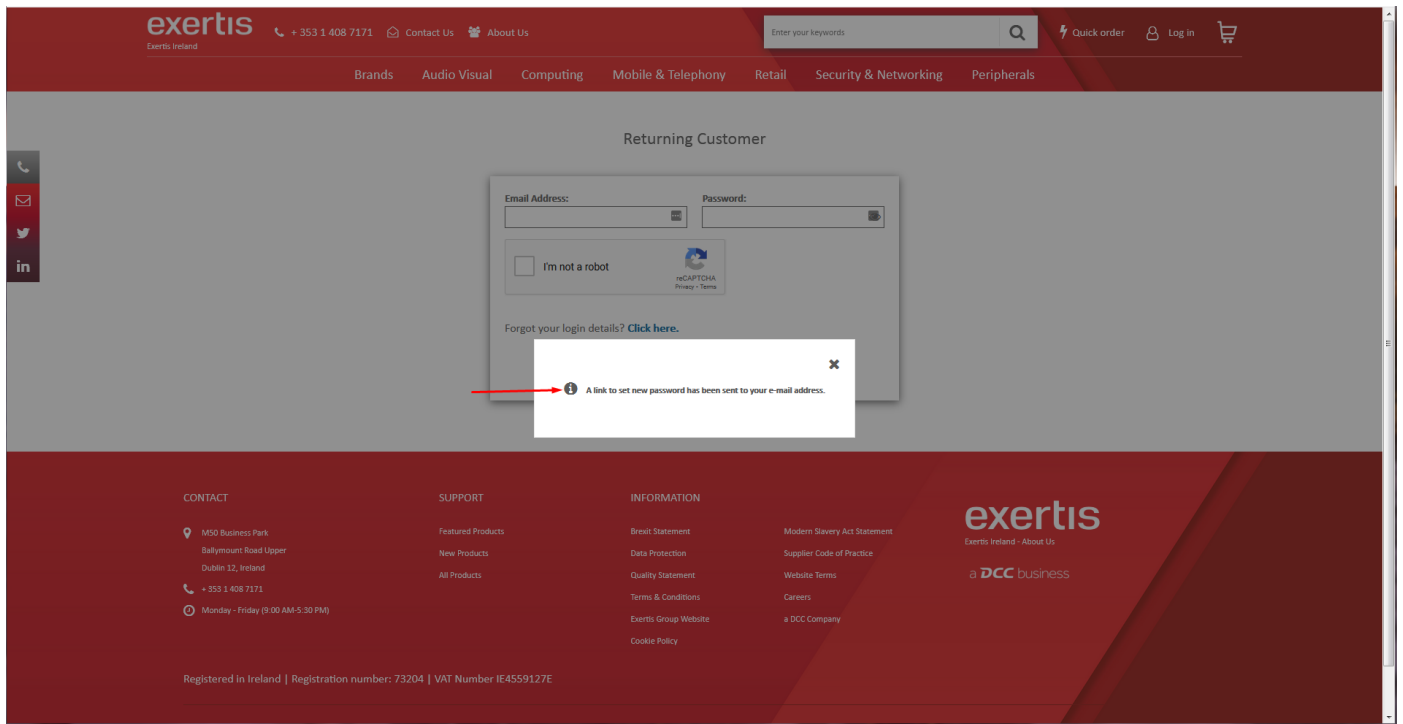 exertis
Exertis Ireland
+ 353 1 408 7171 Contact Us About Us
Enter your keywords
Quick order Log in
Brands Audio Visual Computing Mobile & Telephony Retail Security & Networking Peripherals
Returning Customer
Email Address: Password:
I'm not a robot
reCAPTCHA
Privacy - Terms
Forgot your login details? Click here.
A link to set new password has been sent to your e-mail address.
in
CONTACT
M50 Business Park
Ballymount Road Upper
Dublin 12, Ireland
+ 353 1 408 7171
Monday - Friday (9:00 AM-5:30 PM)
SUPPORT
Featured Products
New Products
All Products
INFORMATION
Brexit Statement
Data Protection
Quality Statement
Terms & Conditions
Exertis Group Website
Cookie Policy
Modern Slavery Act Statement
Supplier Code of Practice
Website Terms
Careers
a DCC Company
exertis
Exertis Ireland - About Us
a DCC business
Registered in Ireland | Registration number: 73204 | VAT Number IE4559127E